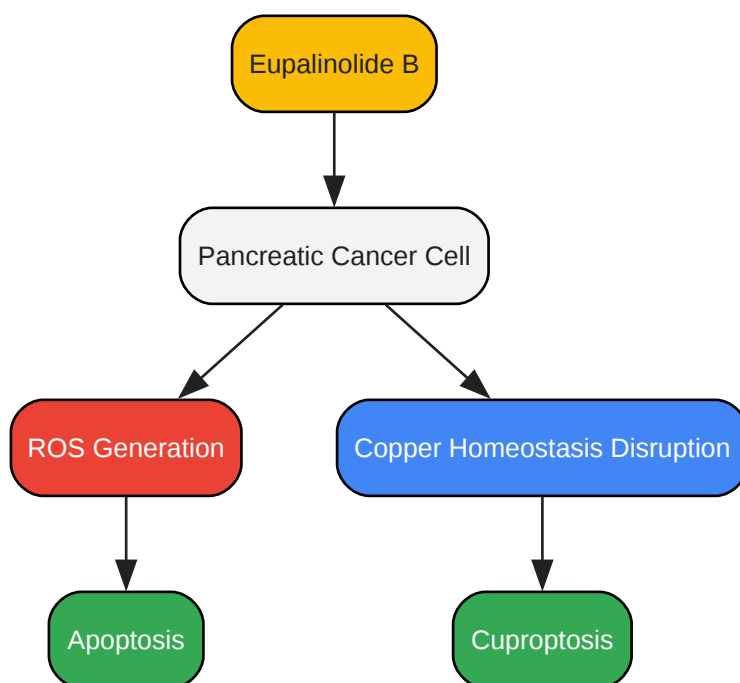 Eupalinolide B
Pancreatic Cancer Cell
ROS Generation
Copper Homeostasis Disruption
Apoptosis
Cuproptosis